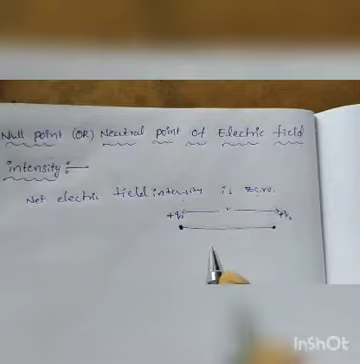 Null point (OR) Neutral point of Electric field
intensity :-
Net electric field intensity is zero.
+q₁ r +q₂
InShOt